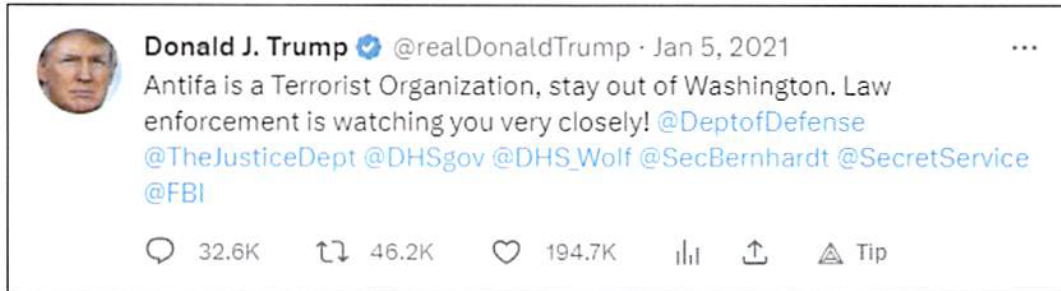 Donald J. Trump @realDonaldTrump · Jan 5, 2021
Antifa is a Terrorist Organization, stay out of Washington. Law
enforcement is watching you very closely! @DeptofDefense
@TheJusticeDept @DHSgov @DHS_Wolf @SecBernhardt @SecretService
@FBI
32.6K 46.2K 194.7K Tip